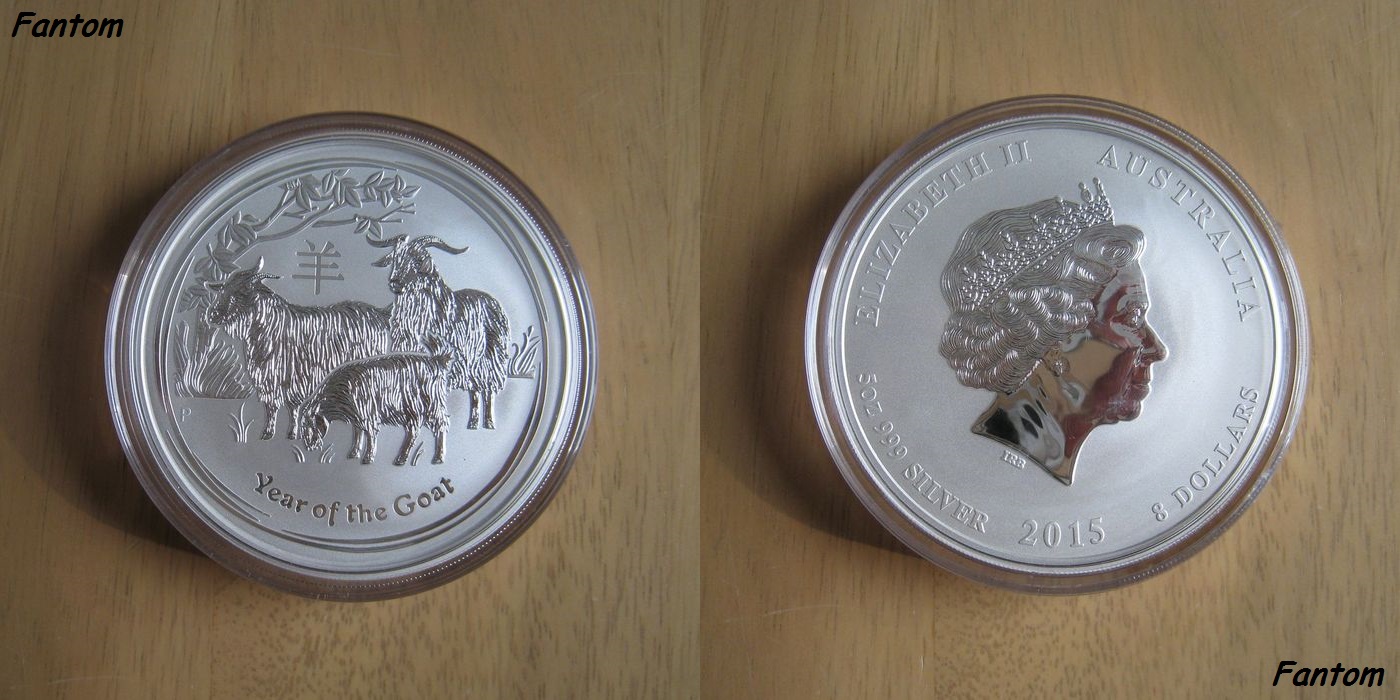 Fantom
羊
P
Year of the Goat
ELIZABETH II AUSTRALIA
IRB
5oz 999 SILVER 2015 8 DOLLARS
Fantom